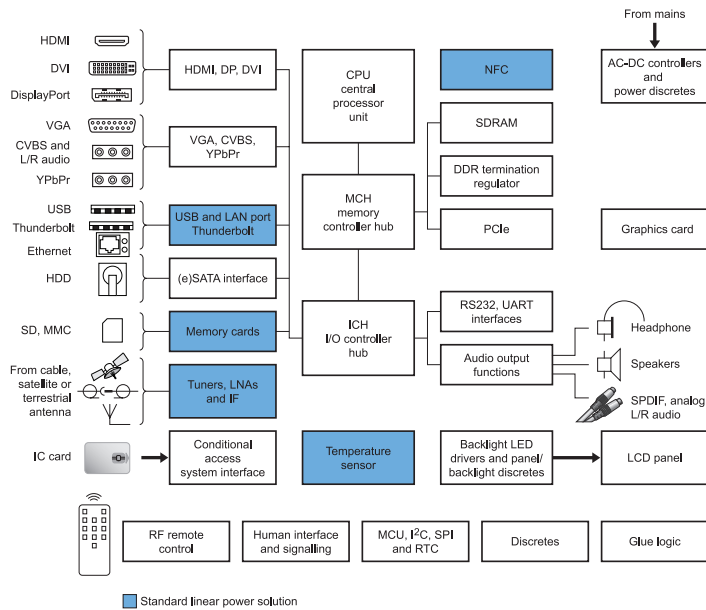 From mains
HDMI
DVI
DisplayPort
HDMI, DP, DVI
CPU
central
processor
unit
NFC
AC-DC controllers
and
power discretes
VGA
CVBS and
L/R audio
YPbPr
VGA, CVBS,
YPbPr
SDRAM
DDR termination
regulator
USB
Thunderbolt
Ethernet
USB and LAN port
Thunderbolt
MCH
memory
controller hub
PCIe
Graphics card
HDD
(e)SATA interface
SD, MMC
Memory cards
ICH
I/O controller
hub
RS232, UART
interfaces
Headphone
From cable,
satellite or
terrestrial
antenna
Tuners, LNAs
and IF
Audio output
functions
Speakers
SPDIF, analog
L/R audio
IC card
Conditional
access
system interface
Temperature
sensor
Backlight LED
drivers and panel/
backlight discretes
LCD panel
RF remote
control
Human interface
and signalling
MCU, I²C, SPI
and RTC
Discretes
Glue logic
Standard linear power solution